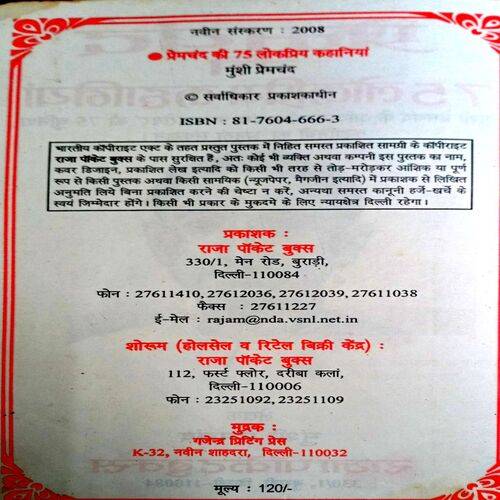 नवीन संस्करण : 2008
● प्रेमचंद की 75 लोकप्रिय कहानियां
मुंशी प्रेमचंद
© सर्वाधिकार प्रकाशकाधीन
ISBN : 81-7604-666-3
भारतीय कॉपीराइट एक्ट के तहत प्रस्तुत पुस्तक में निहित समस्त प्रकाशित सामग्री के कॉपीराइट
राजा पॉकेट बुक्स के पास सुरक्षित है, अतः कोई भी व्यक्ति अथवा कम्पनी इस पुस्तक का नाम,
कवर डिजाइन, प्रकाशित लेख इत्यादि को किसी भी तरह से तोड़-मरोड़कर आंशिक या पूर्ण
रूप से किसी पुस्तक अथवा किसी सामयिक (न्यूजपेपर, मैगजीन इत्यादि) में प्रकाशक से लिखित
अनुमति लिये बिना प्रकाशित करने की चेष्टा न करें, अन्यथा समस्त कानूनी हर्जे-खर्चे के
स्वयं जिम्मेदार होंगे। किसी भी प्रकार के मुकदमे के लिए न्यायक्षेत्र दिल्ली रहेगा।
प्रकाशक :
राजा पॉकेट बुक्स
330/1, मेन रोड, बुराड़ी,
दिल्ली-110084
फोन : 27611410, 27612036, 27612039, 27611038
फैक्स : 27611227
ई-मेल : rajam@nda.vsnl.net.in
शोरूम (होलसेल व रिटेल बिक्री केंद्र) :
राजा पॉकेट बुक्स
112, फर्स्ट फ्लोर, दरीबा कलां,
दिल्ली-110006
फोन : 23251092, 23251109
मुद्रक :
गजेन्द्र प्रिंटिंग प्रेस
K-32, नवीन शाहदरा, दिल्ली-110032
मूल्य : 120/-